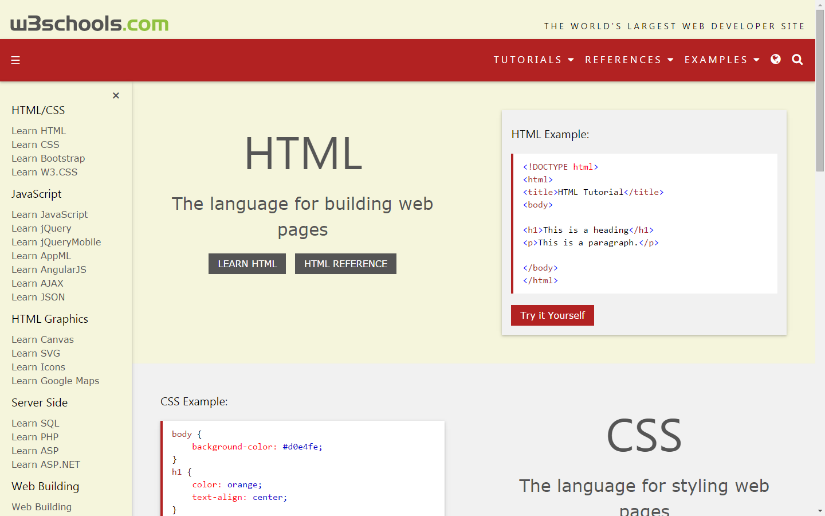 w3schools.com
THE WORLD'S LARGEST WEB DEVELOPER SITE
☰
TUTORIALS REFERENCES EXAMPLES
×
HTML/CSS
Learn HTML
Learn CSS
Learn Bootstrap
Learn W3.CSS
JavaScript
Learn JavaScript
Learn jQuery
Learn jQueryMobile
Learn AppML
Learn AngularJS
Learn AJAX
Learn JSON
HTML Graphics
Learn Canvas
Learn SVG
Learn Icons
Learn Google Maps
Server Side
Learn SQL
Learn PHP
Learn ASP
Learn ASP.NET
Web Building
Web Building
HTML
The language for building web
pages
LEARN HTML HTML REFERENCE
HTML Example:
<!DOCTYPE html>
<html>
<title>HTML Tutorial</title>
<body>
<h1>This is a heading</h1>
<p>This is a paragraph.</p>
</body>
</html>
Try it Yourself
CSS Example:
body {
background-color: #d0e4fe;
}
h1 {
color: orange;
text-align: center;
}
CSS
The language for styling web
pages